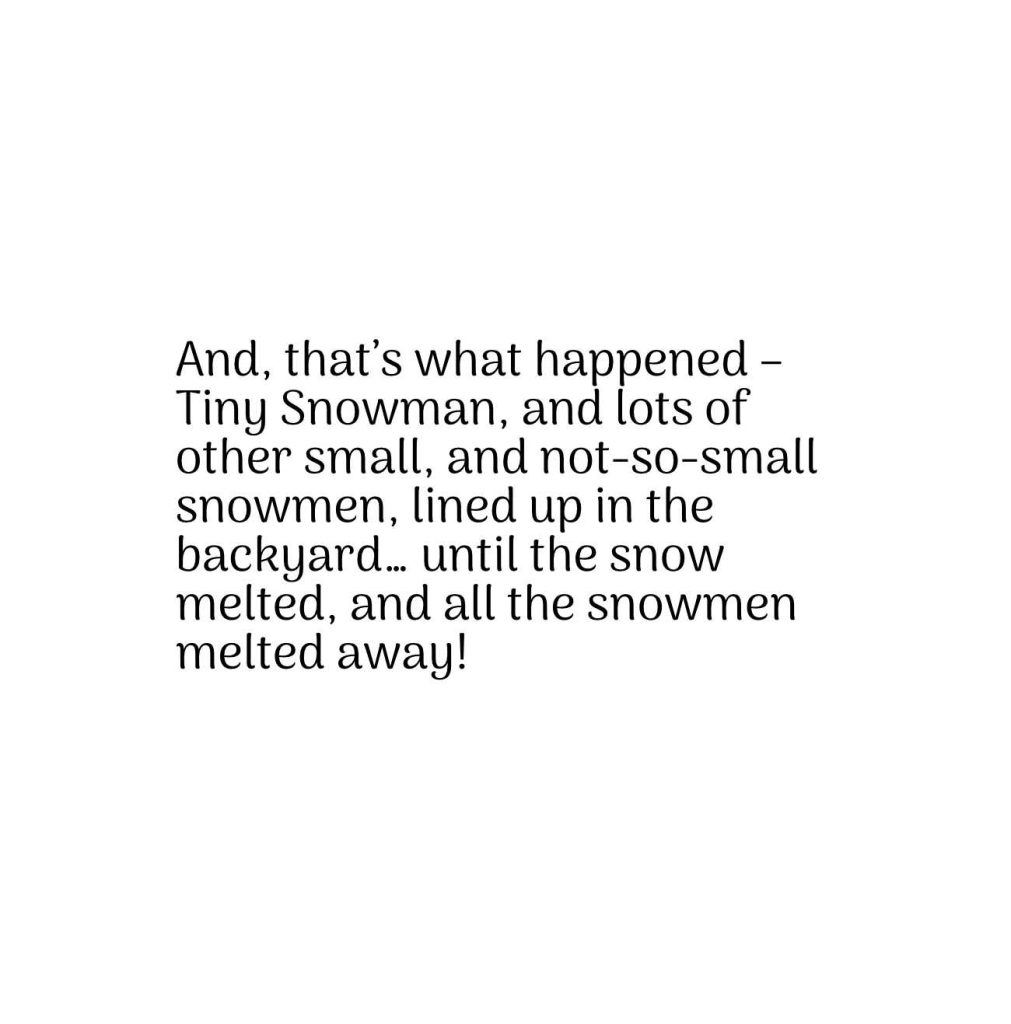 And, that’s what happened –
Tiny Snowman, and lots of
other small, and not-so-small
snowmen, lined up in the
backyard… until the snow
melted, and all the snowmen
melted away!